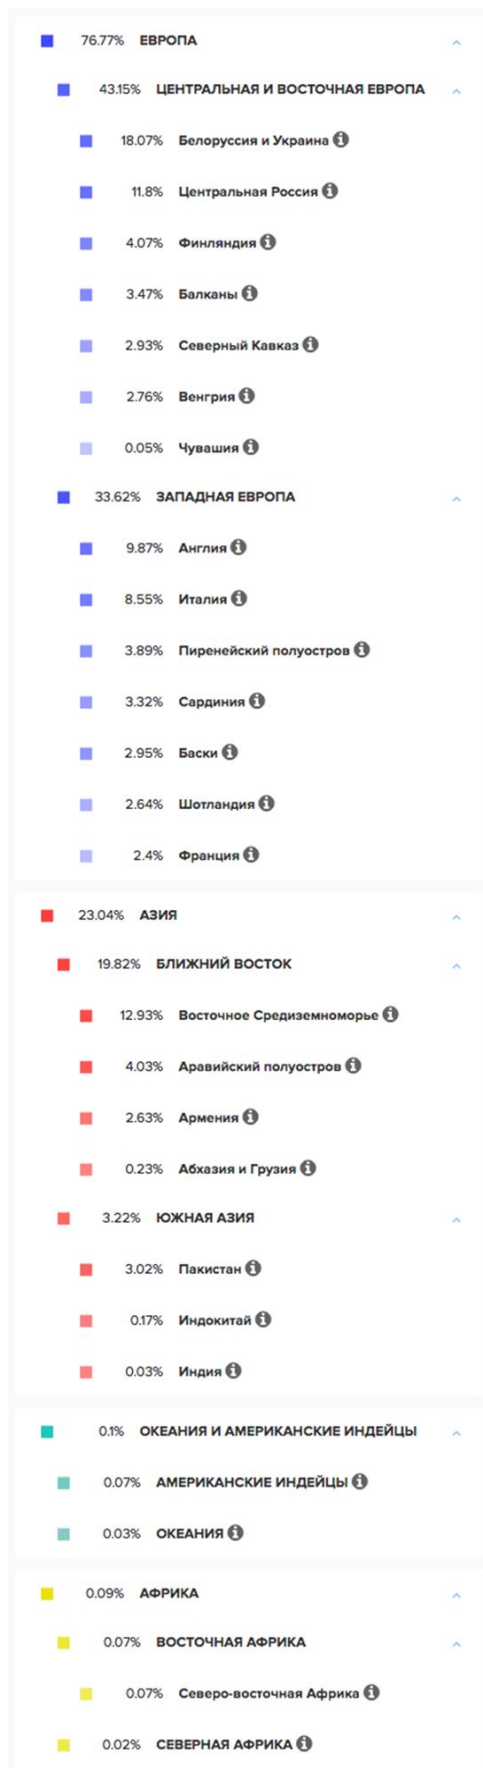 76.77% ЕВРОПА
43.15% ЦЕНТРАЛЬНАЯ И ВОСТОЧНАЯ ЕВРОПА
18.07% Белоруссия и Украина
11.8% Центральная Россия
4.07% Финляндия
3.47% Балканы
2.93% Северный Кавказ
2.76% Венгрия
0.05% Чувашия
33.62% ЗАПАДНАЯ ЕВРОПА
9.87% Англия
8.55% Италия
3.89% Пиренейский полуостров
3.32% Сардиния
2.95% Баски
2.64% Шотландия
2.4% Франция
23.04% АЗИЯ
19.82% БЛИЖНИЙ ВОСТОК
12.93% Восточное Средиземноморье
4.03% Аравийский полуостров
2.63% Армения
0.23% Абхазия и Грузия
3.22% ЮЖНАЯ АЗИЯ
3.02% Пакистан
0.17% Индокитай
0.03% Индия
0.1% ОКЕАНИЯ И АМЕРИКАНСКИЕ ИНДЕЙЦЫ
0.07% АМЕРИКАНСКИЕ ИНДЕЙЦЫ
0.03% ОКЕАНИЯ
0.09% АФРИКА
0.07% ВОСТОЧНАЯ АФРИКА
0.07% Северо-восточная Африка
0.02% СЕВЕРНАЯ АФРИКА